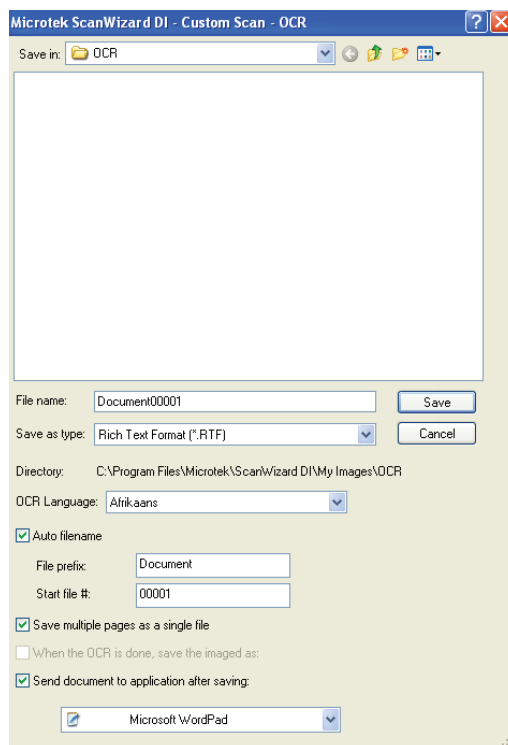 Microtek ScanWizard DI - Custom Scan - OCR
Save in: OCR
File name: Document00001 Save
Save as type: Rich Text Format (*.RTF) Cancel
Directory: C:\Program Files\Microtek\ScanWizard DI\My Images\OCR
OCR Language: Afrikaans
Auto filename
File prefix: Document
Start file #: 00001
Save multiple pages as a single file
When the OCR is done, save the imaged as:
Send document to application after saving:
Microsoft WordPad